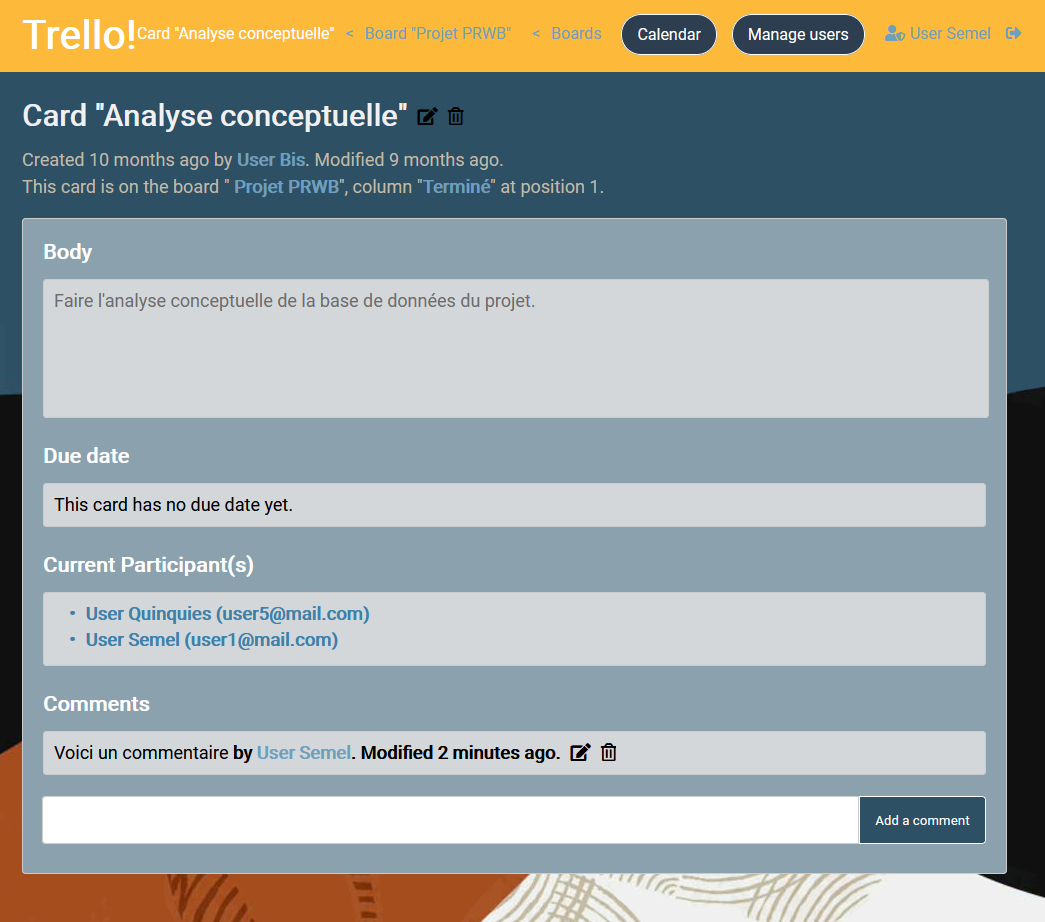 Trello! Card "Analyse conceptuelle" < Board "Projet PRWB" < Boards Calendar Manage users User Semel
Card "Analyse conceptuelle"
Created 10 months ago by User Bis. Modified 9 months ago.
This card is on the board " Projet PRWB", column "Terminé" at position 1.
Body
Faire l'analyse conceptuelle de la base de données du projet.
Due date
This card has no due date yet.
Current Participant(s)
• User Quinquies (user5@mail.com)
• User Semel (user1@mail.com)
Comments
Voici un commentaire by User Semel. Modified 2 minutes ago.
Add a comment